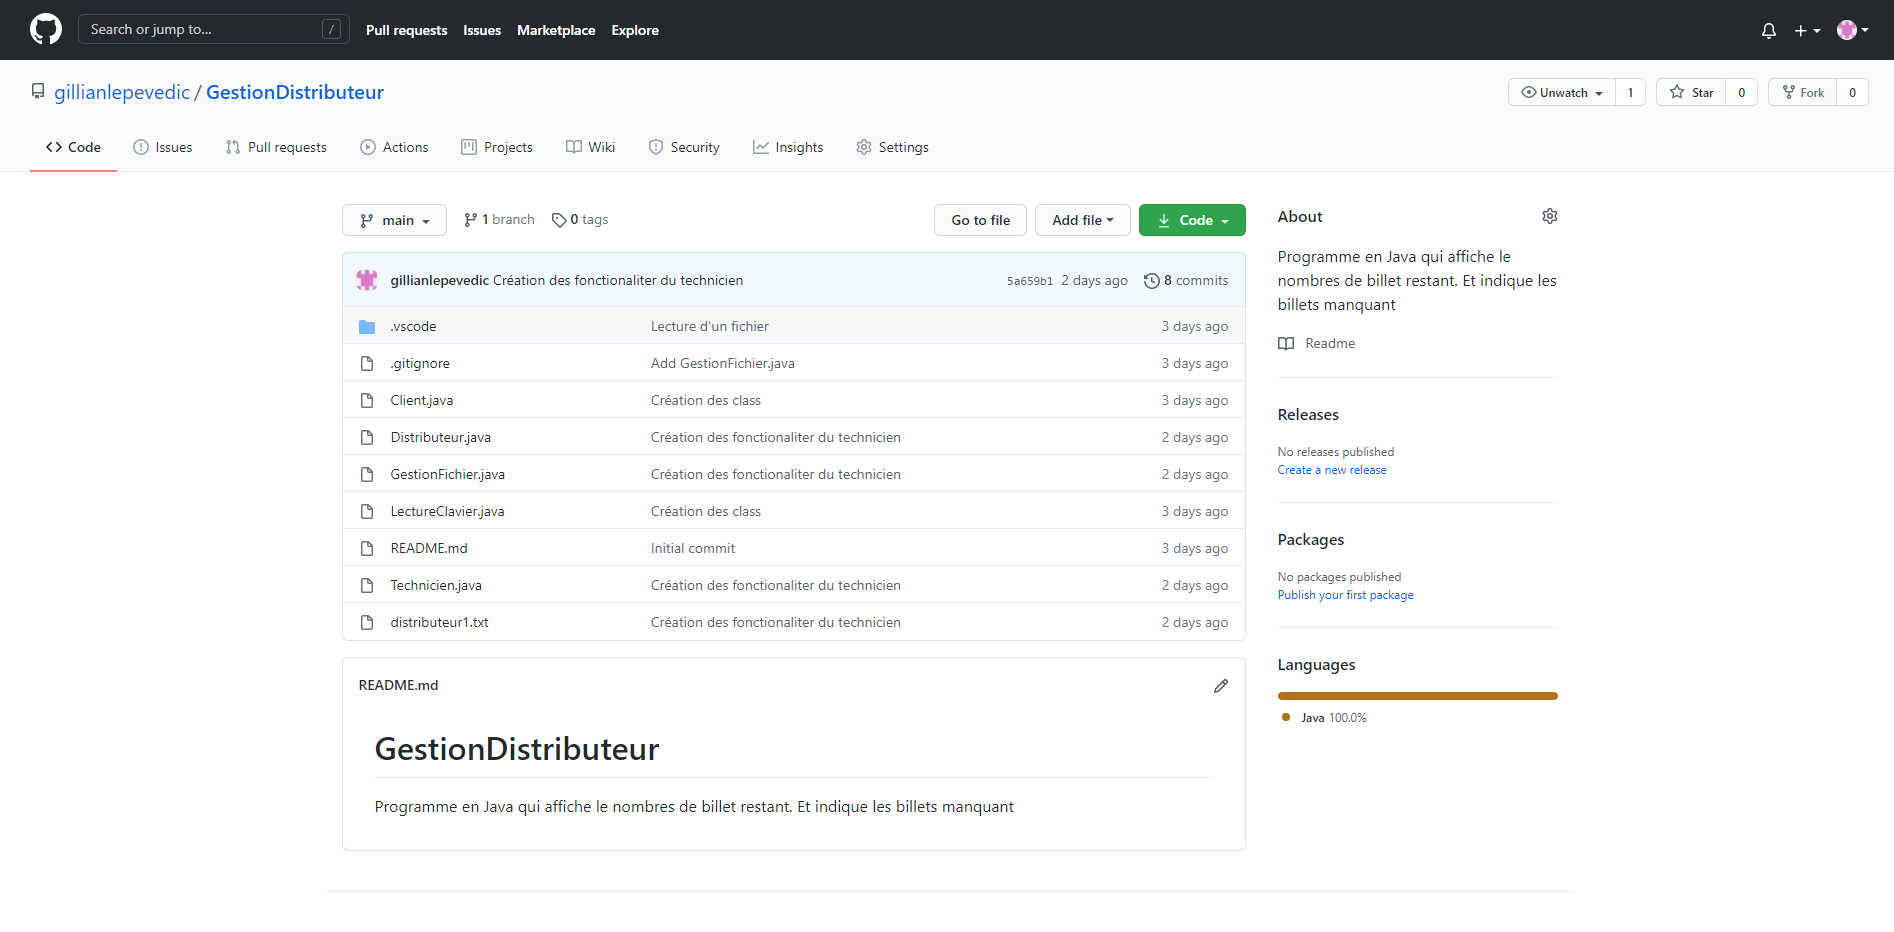 Search or jump to... / Pull requests Issues Marketplace Explore
gillianlepevedic / GestionDistributeur Unwatch 1 Star 0 Fork 0
Code Issues Pull requests Actions Projects Wiki Security Insights Settings
main 1 branch 0 tags Go to file Add file Code
gillianlepevedic Création des fonctionaliter du technicien 5a659b1 2 days ago 8 commits
.vscode Lecture d'un fichier 3 days ago
.gitignore Add GestionFichier.java 3 days ago
Client.java Création des class 3 days ago
Distributeur.java Création des fonctionaliter du technicien 2 days ago
GestionFichier.java Création des fonctionaliter du technicien 2 days ago
LectureClavier.java Création des class 3 days ago
README.md Initial commit 3 days ago
Technicien.java Création des fonctionaliter du technicien 2 days ago
distributeur1.txt Création des fonctionaliter du technicien 2 days ago
README.md
GestionDistributeur
Programme en Java qui affiche le nombres de billet restant. Et indique les billets manquant
About
Programme en Java qui affiche le
nombres de billet restant. Et indique les
billets manquant
Readme
Releases
No releases published
Create a new release
Packages
No packages published
Publish your first package
Languages
Java 100.0%